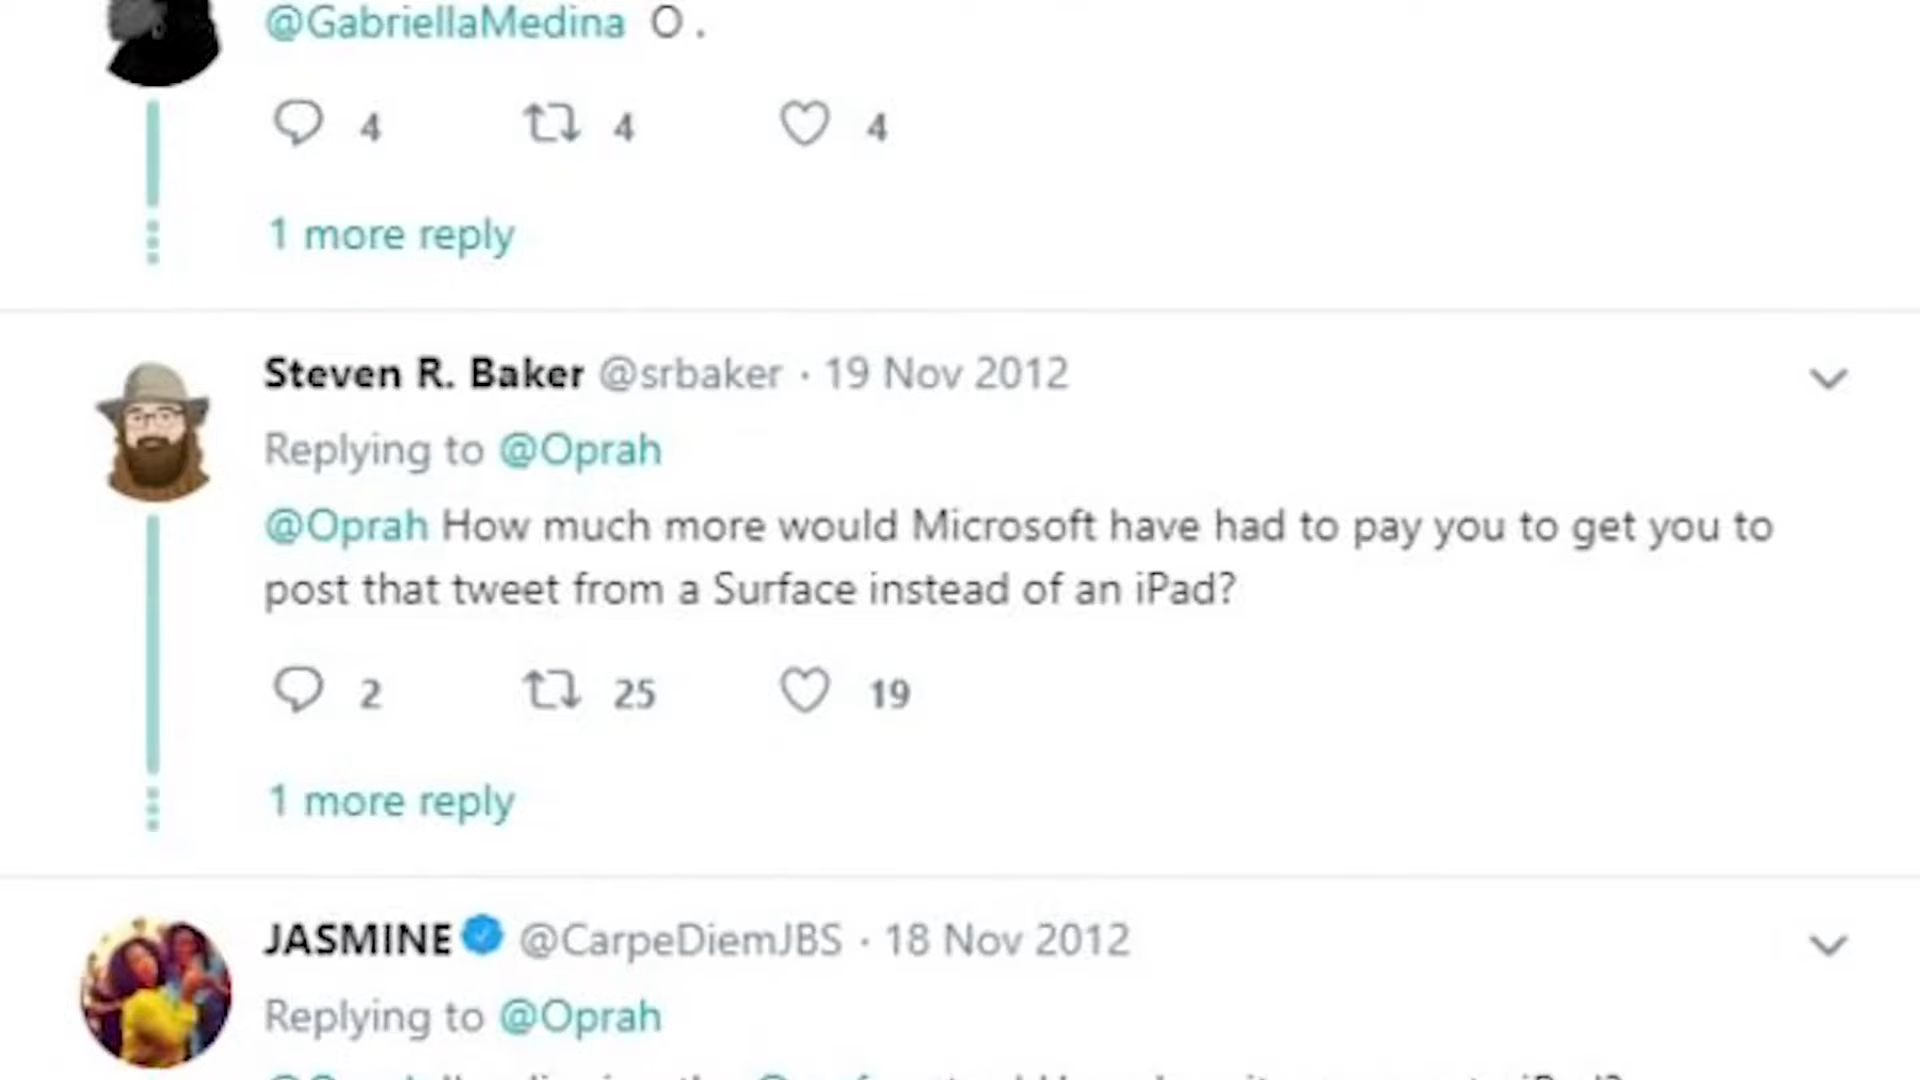 @GabriellaMedina O .
4 4 4
1 more reply
Steven R. Baker @srbaker · 19 Nov 2012
Replying to @Oprah
@Oprah How much more would Microsoft have had to pay you to get you to
post that tweet from a Surface instead of an iPad?
2 25 19
1 more reply
JASMINE @CarpeDiemJBS · 18 Nov 2012
Replying to @Oprah